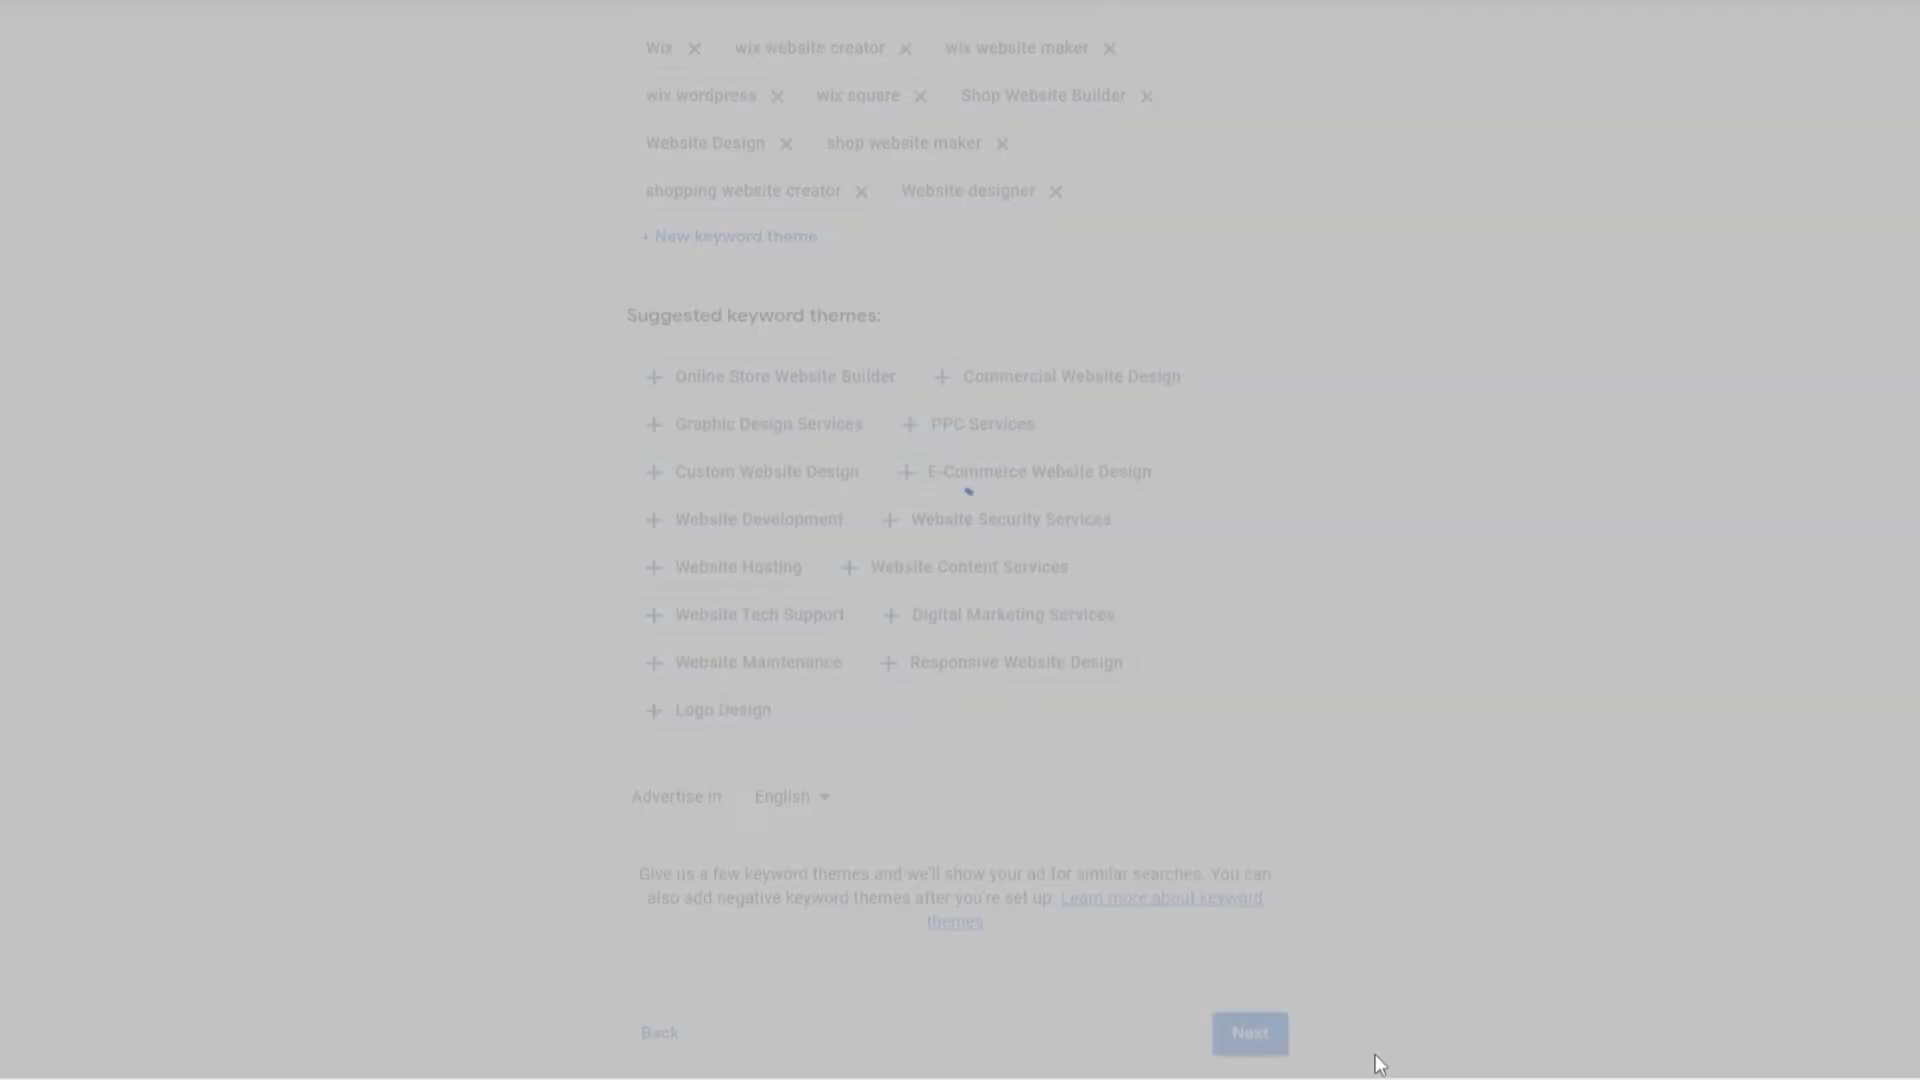 Wix wix website creator wix website maker
wix wordpress wix square Shop Website Builder
Website Design shop website maker
shopping website creator Website designer
+ New keyword theme
Suggested keyword themes:
Online Store Website Builder Commercial Website Design
Graphic Design Services PPC Services
Custom Website Design E-Commerce Website Design
Website Development Website Security Services
Website Hosting Website Content Services
Website Tech Support Digital Marketing Services
Website Maintenance Responsive Website Design
Logo Design
Advertise in English
Give us a few keyword themes and we'll show your ad for similar searches. You can
also add negative keyword themes after you're set up. Learn more about keyword
themes
Back Next